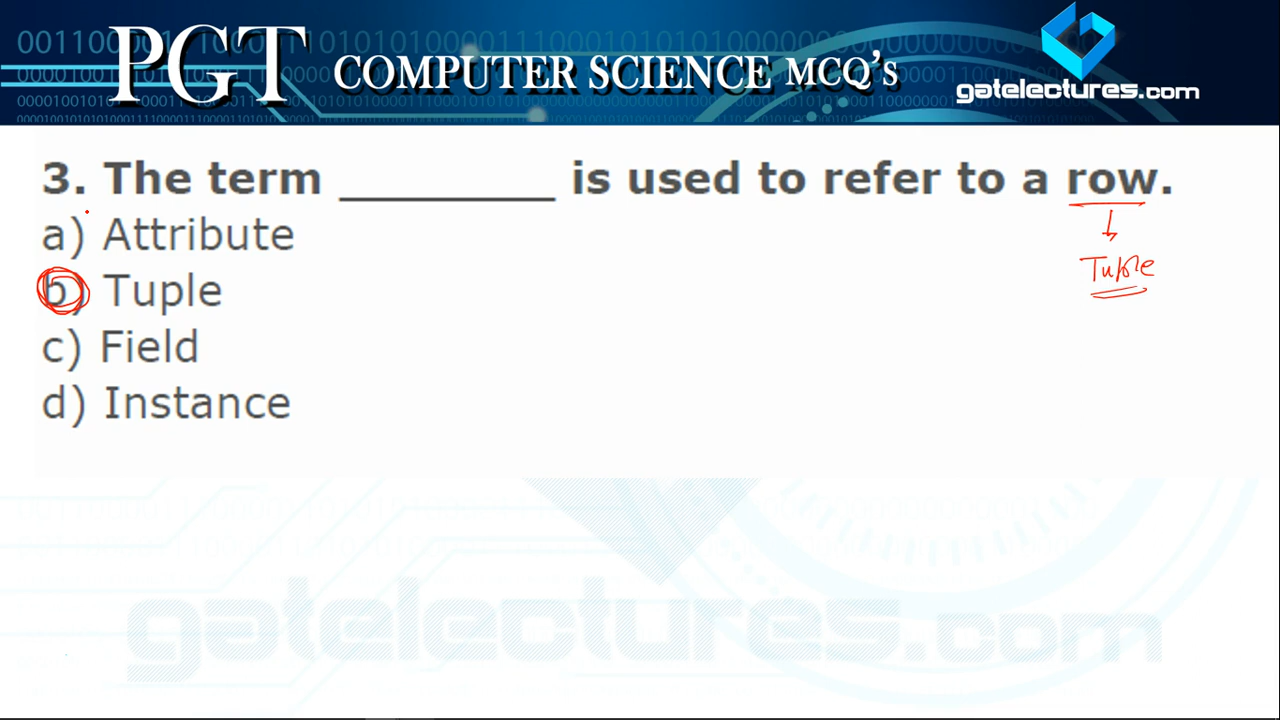 PGT COMPUTER SCIENCE MCQ's
gatelectures.com
3. The term ________ is used to refer to a row.
a) Attribute
b) Tuple
c) Field
d) Instance
Tuple
gatelectures.com